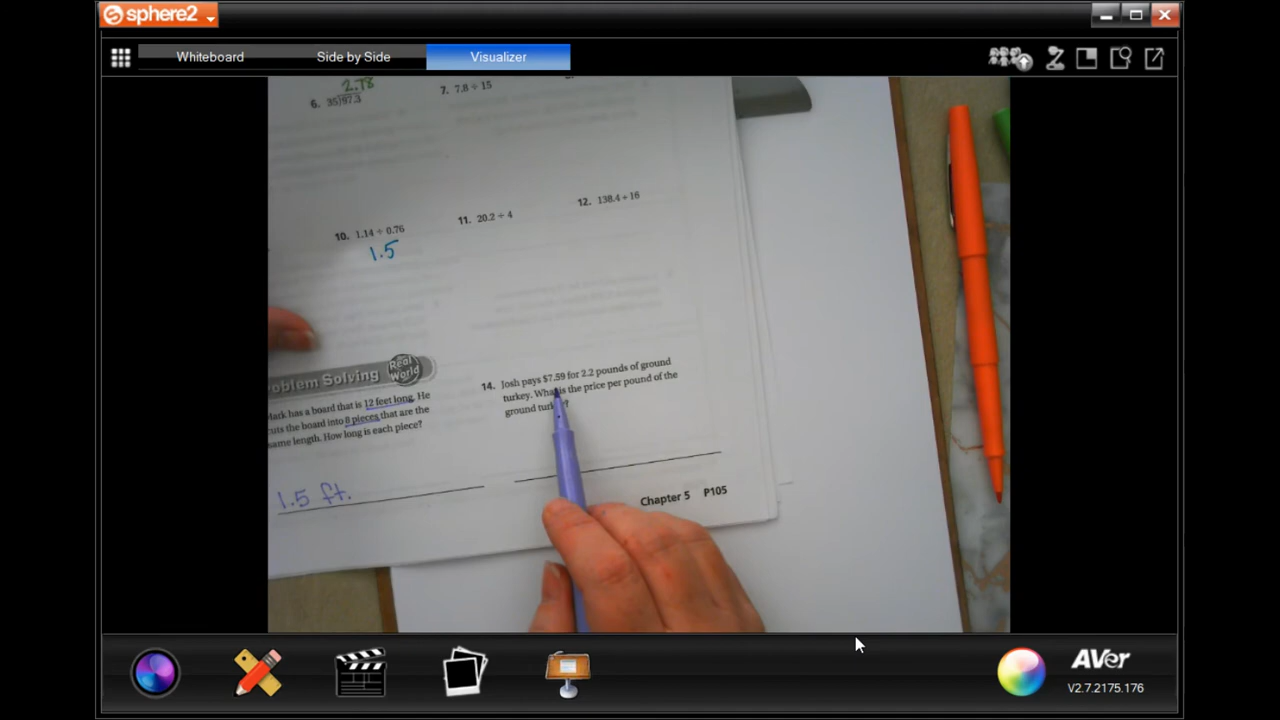 sphere2
Whiteboard
Side by Side
Visualizer
2.78
6. 35)97.3
7. 7.8 ÷ 15
10. 1.14 ÷ 0.76
1.5
11. 20.2 ÷ 4
12. 138.4 ÷ 16
oblem Solving
Real
World
Mark has a board that is 12 feet long. He
cuts the board into 8 pieces that are the
same length. How long is each piece?
1.5 ft.
14. Josh pays $7.59 for 2.2 pounds of ground
turkey. What is the price per pound of the
ground
Chapter 5 P105
AVer
V2.7.2175.176